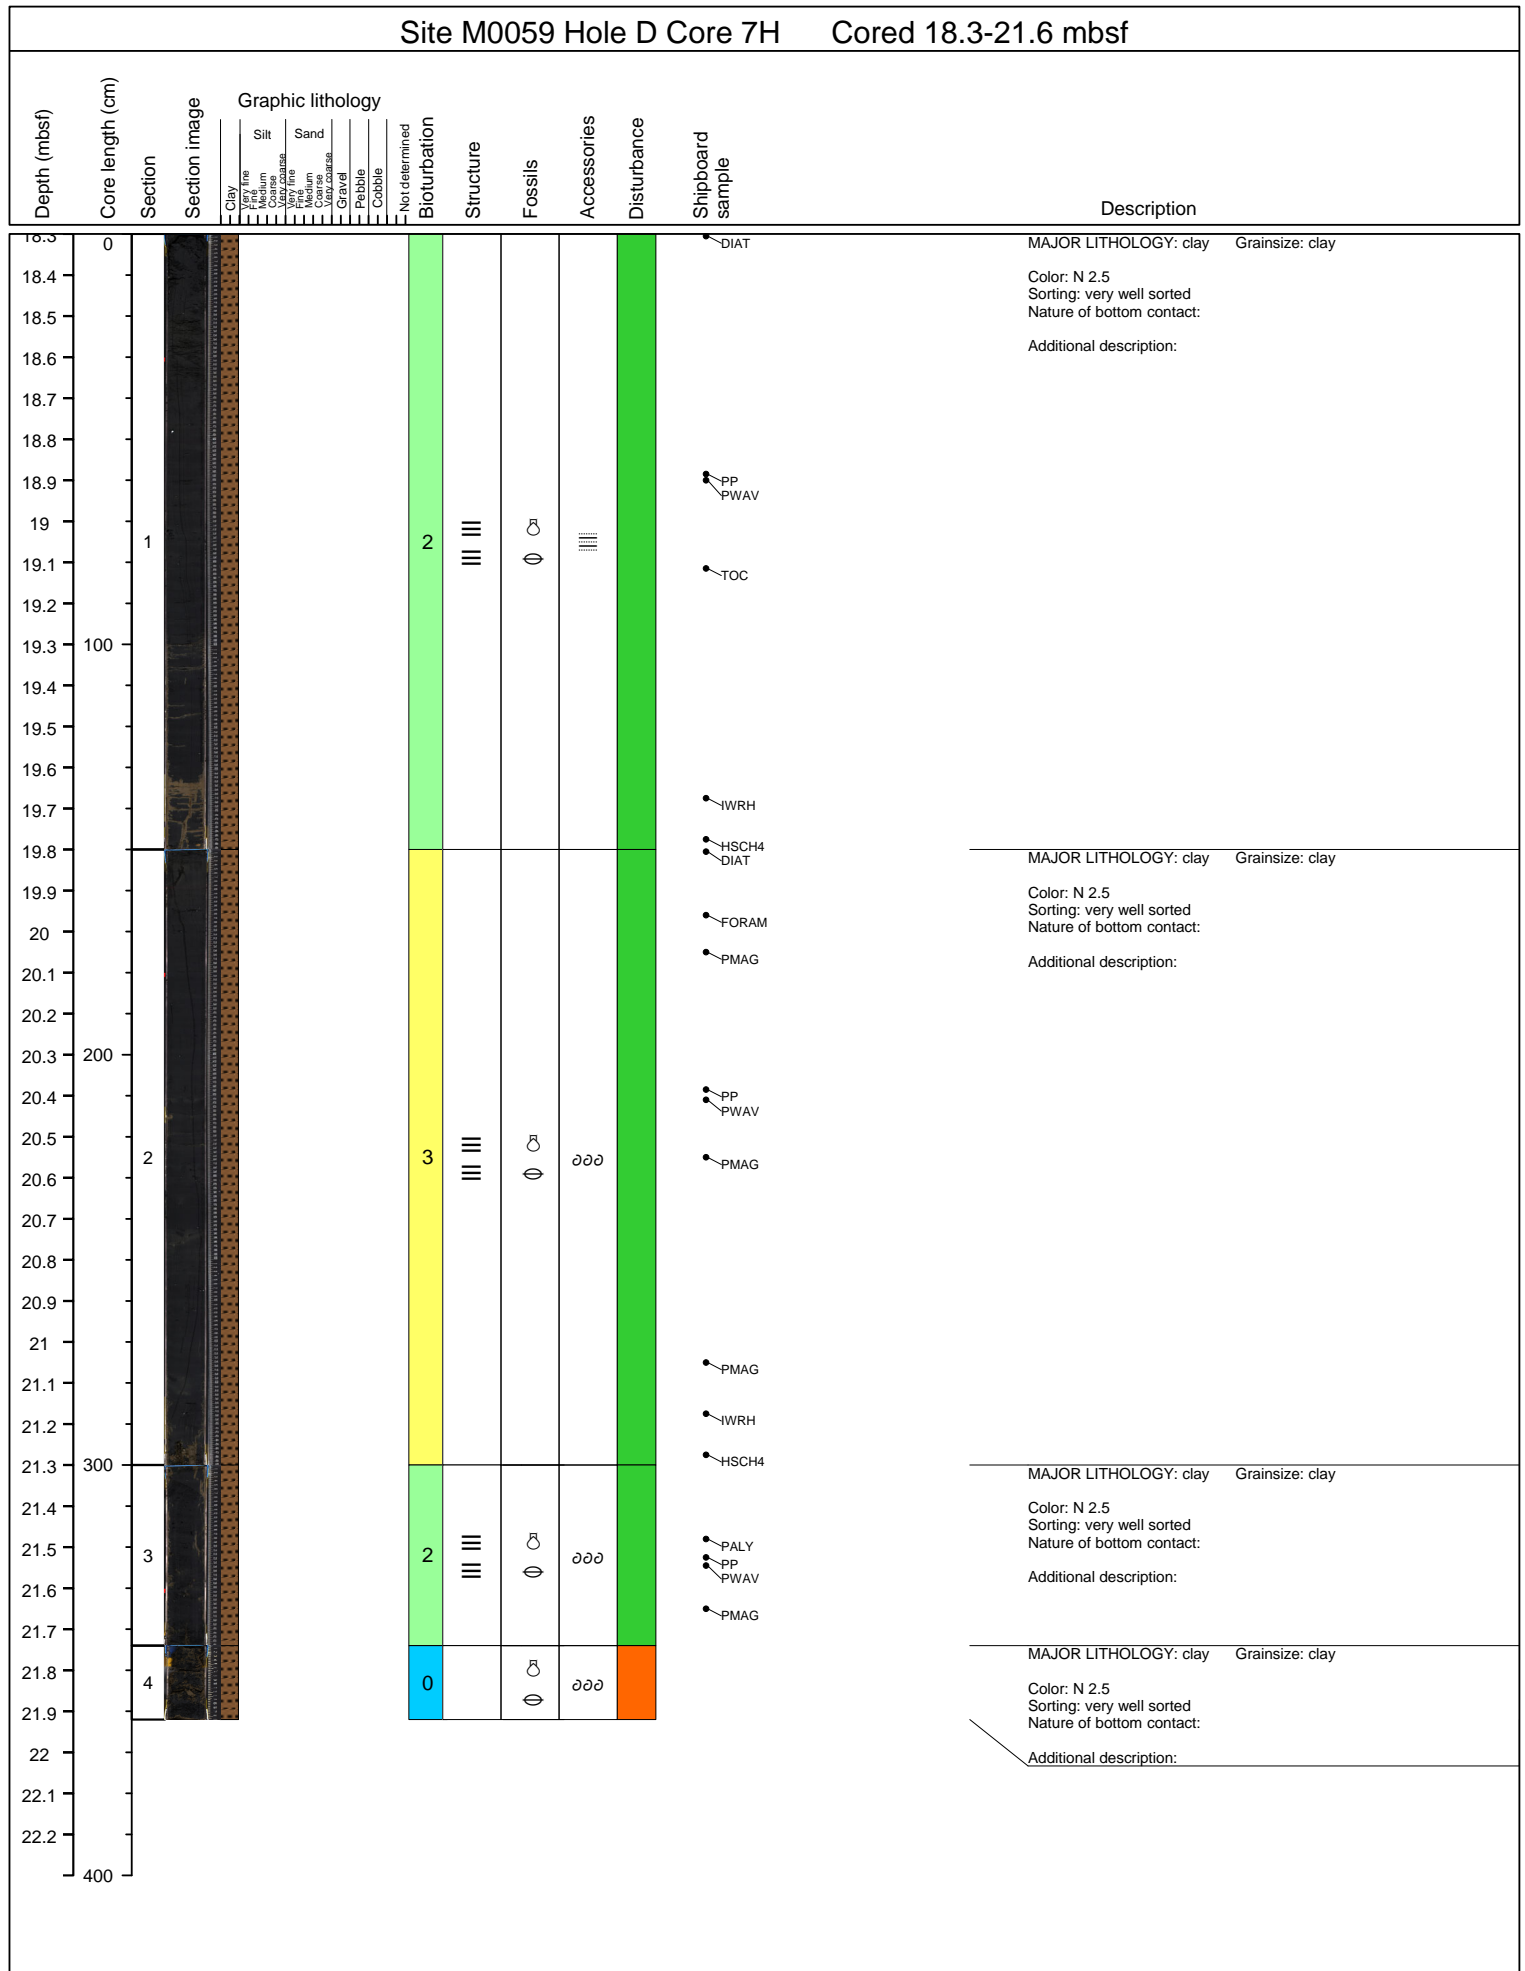 Site M0059 Hole D Core 7H Cored 18.3-21.6 mbsf
Depth (mbsf)
Core length (cm)
Section
Section image
Graphic lithology
Clay
Silt
Very fine
Fine
Medium
Coarse
Very coarse
Sand
Very fine
Fine
Medium
Coarse
Very coarse
Gravel
Pebble
Cobble
Not determined
Bioturbation
Structure
Fossils
Accessories
Disturbance
Shipboard
sample
Description
18.3
0
18.4
18.5
18.6
18.7
18.8
18.9
19
19.1
19.2
19.3
100
19.4
19.5
19.6
19.7
19.8
19.9
20
20.1
20.2
20.3
200
20.4
20.5
20.6
20.7
20.8
20.9
21
21.1
21.2
21.3
300
21.4
21.5
21.6
21.7
21.8
21.9
22
22.1
22.2
400
1
2
3
4
2
3
2
0
DIAT
PP
PWAV
TOC
IWRH
HSCH4
DIAT
FORAM
PMAG
PP
PWAV
PMAG
PMAG
IWRH
HSCH4
PALY
PP
PWAV
PMAG
MAJOR LITHOLOGY: clay Grainsize: clay
Color: N 2.5
Sorting: very well sorted
Nature of bottom contact:
Additional description:
MAJOR LITHOLOGY: clay Grainsize: clay
Color: N 2.5
Sorting: very well sorted
Nature of bottom contact:
Additional description:
MAJOR LITHOLOGY: clay Grainsize: clay
Color: N 2.5
Sorting: very well sorted
Nature of bottom contact:
Additional description:
MAJOR LITHOLOGY: clay Grainsize: clay
Color: N 2.5
Sorting: very well sorted
Nature of bottom contact:
Additional description: